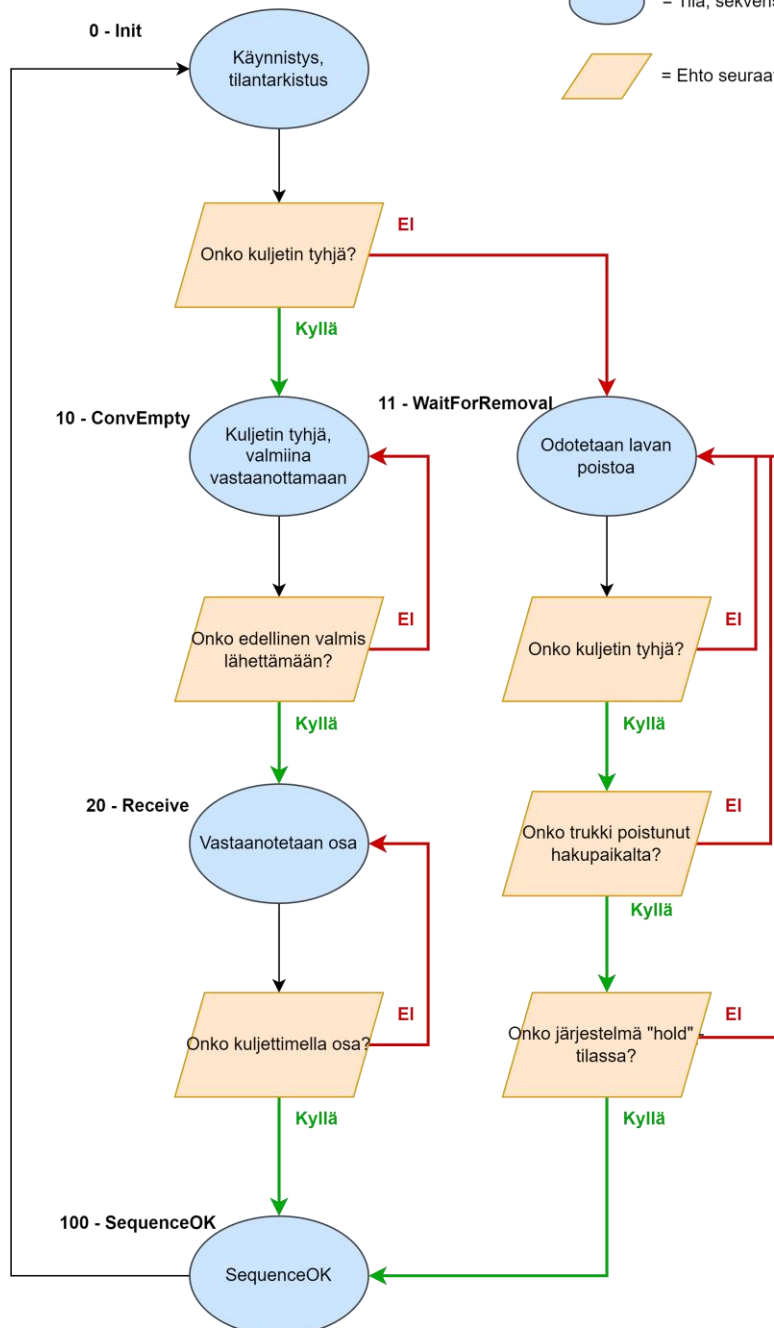 = Tila,
0 - Init
Käynnistys,
tilantarkistus
= Ehto
Onko kuljetin tyhjä?
EI
Kyllä
10 - ConvEmpty
Kuljetin tyhjä,
valmiina
vastaanottamaan
11 - WaitForRemoval
Odotetaan lavan
poistoa
Onko edellinen valmis
lähettämään?
EI
Kyllä
Onko kuljetin tyhjä?
EI
Kyllä
20 - Receive
Vastaanotetaan osa
Onko trukki poistunut
hakupaikalta?
EI
Kyllä
Onko kuljettimella osa?
EI
Kyllä
Onko järjestelmä "hold"
tilassa?
EI
Kyllä
100 - SequenceOK
SequenceOK